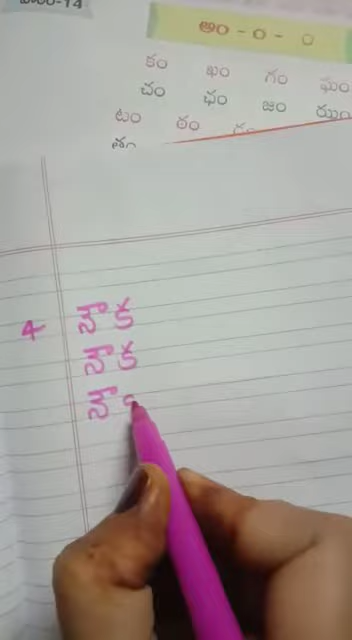 అం - ం - ం
కం ఖం గం ఘం
చం ఛం జం ఝం
టం ఠం
4 నౌక
నౌక
నౌ